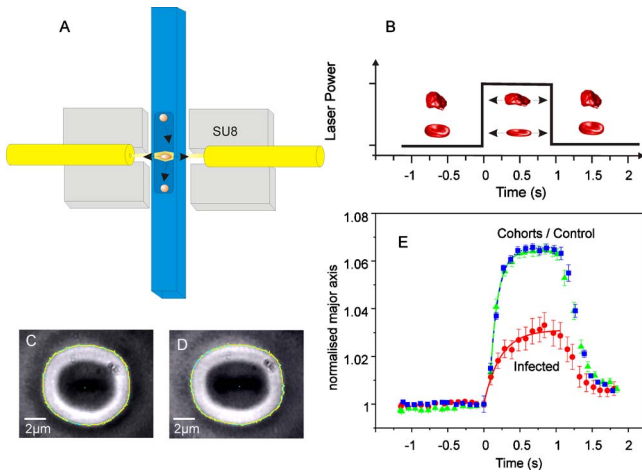 A
SU8
B
Laser Power
-1
-0.5
0
0.5
1
1.5
2
Time (s)
C
2µm
D
2µm
E
1.08
1.06
1.04
1.02
1
normalised major axis
Cohorts / Control
Infected
-1
-0.5
0
0.5
1
1.5
2
Time (s)